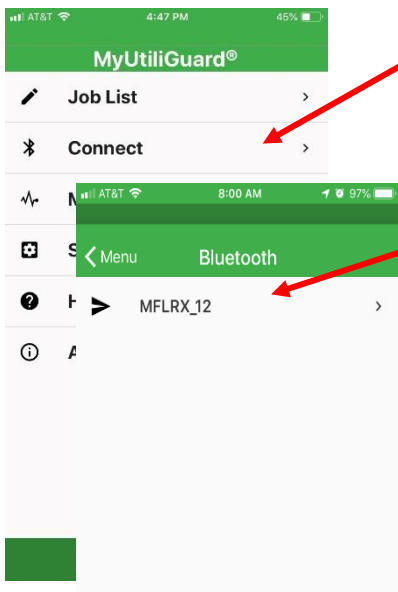 AT&T 4:47 PM 45%
MyUtiliGuard®
Job List
Connect
M
S
H
A
AT&T 8:00 AM 97%
Menu Bluetooth
MFLRX_12